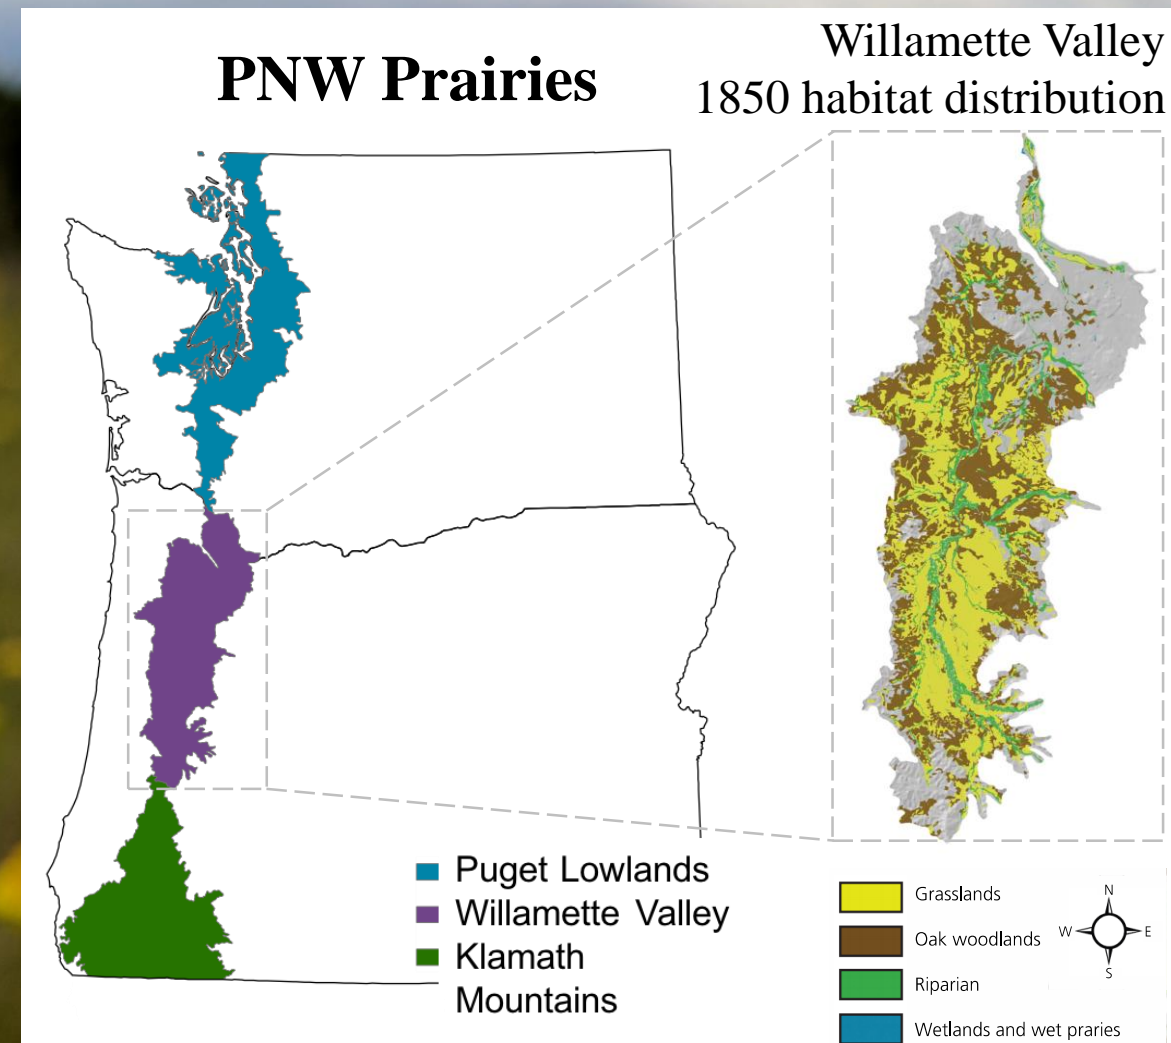 PNW Prairies
Willamette Valley
1850 habitat distribution
Puget Lowlands
Willamette Valley
Klamath
Mountains
Grasslands
Oak woodlands
Riparian
Wetlands and wet praries
N
W
E
S